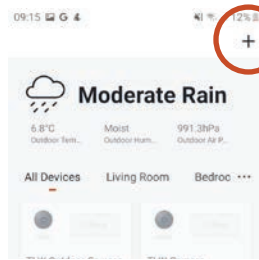 09:15 G 12%
+
Moderate Rain
6.8°C Moist 991.3hPa
Outdoor Tem... Outdoor Hum... Outdoor Air P...
All Devices Living Room Bedroc ...